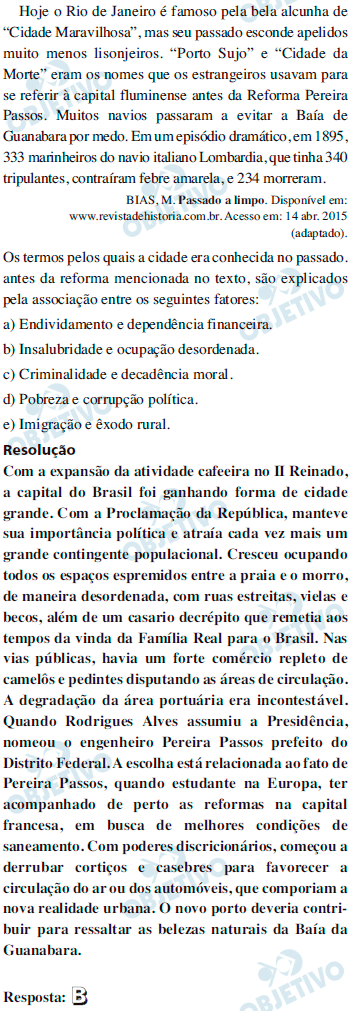 Hoje o Rio de Janeiro é famoso pela bela alcunha de
“Cidade Maravilhosa”, mas seu passado esconde apelidos
muito menos lisonjeiros. “Porto Sujo” e “Cidade da
Morte” eram os nomes que os estrangeiros usavam para
se referir à capital fluminense antes da Reforma Pereira
Passos. Muitos navios passaram a evitar a Baía de
Guanabara por medo. Em um episódio dramático, em 1895,
333 marinheiros do navio italiano Lombardia, que tinha 340
tripulantes, contraíram febre amarela, e 234 morreram.
BIAS, M. Passado a limpo. Disponível em:
www.revistadehistoria.com.br. Acesso em: 14 abr. 2015
(adaptado).
Os termos pelos quais a cidade era conhecida no passado.
antes da reforma mencionada no texto, são explicados
pela associação entre os seguintes fatores:
a) Endividamento e dependência financeira.
b) Insalubridade e ocupação desordenada.
c) Criminalidade e decadência moral.
d) Pobreza e corrupção política.
e) Imigração e êxodo rural.
Resolução
Com a expansão da atividade cafeeira no II Reinado,
a capital do Brasil foi ganhando forma de cidade
grande. Com a Proclamação da República, manteve
sua importância política e atraía cada vez mais um
grande contingente populacional. Cresceu ocupando
todos os espaços espremidos entre a praia e o morro,
de maneira desordenada, com ruas estreitas, vielas e
becos, além de um casario decrépito que remetia aos
tempos da vinda da Família Real para o Brasil. Nas
vias públicas, havia um forte comércio repleto de
camelôs e pedintes disputando as áreas de circulação.
A degradação da área portuária era incontestável.
Quando Rodrigues Alves assumiu a Presidência,
nomeou o engenheiro Pereira Passos prefeito do
Distrito Federal. A escolha está relacionada ao fato de
Pereira Passos, quando estudante na Europa, ter
acompanhado de perto as reformas na capital
francesa, em busca de melhores condições de
saneamento. Com poderes discricionários, começou a
derrubar cortiços e casebres para favorecer a
circulação do ar ou dos automóveis, que comporiam a
nova realidade urbana. O novo porto deveria contri-
buir para ressaltar as belezas naturais da Baía da
Guanabara.
Resposta: B
OBJETIVO